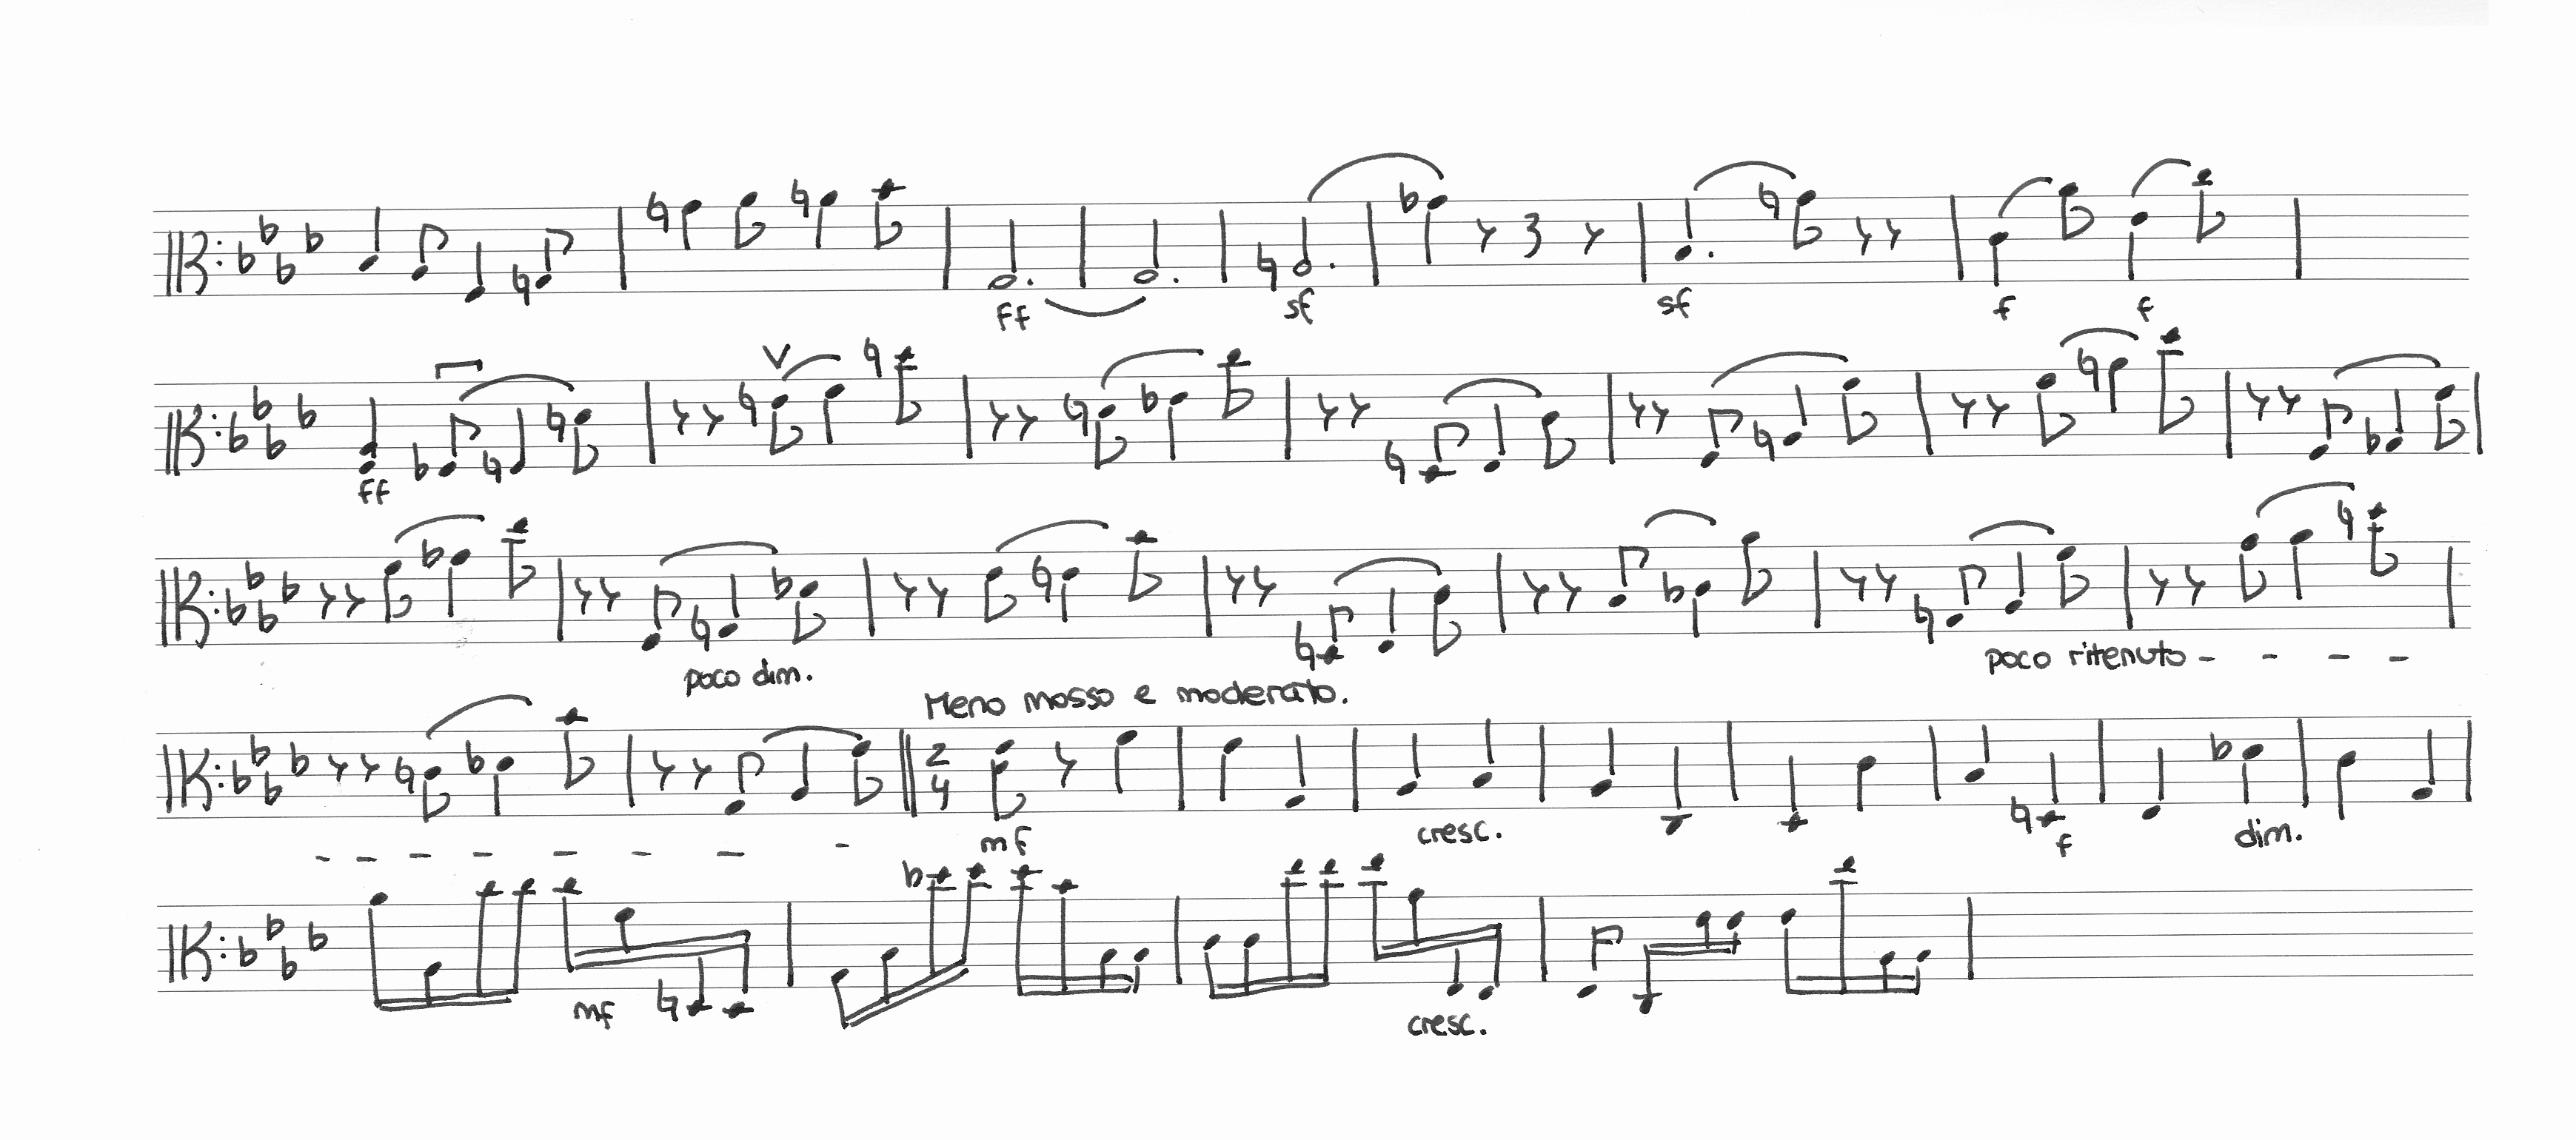 ff sf sf f f
ff
poco dim. poco ritenuto - - - -
Meno mosso e moderato.
2
4
- - - - - - - -
mf cresc. f dim.
mf cresc.